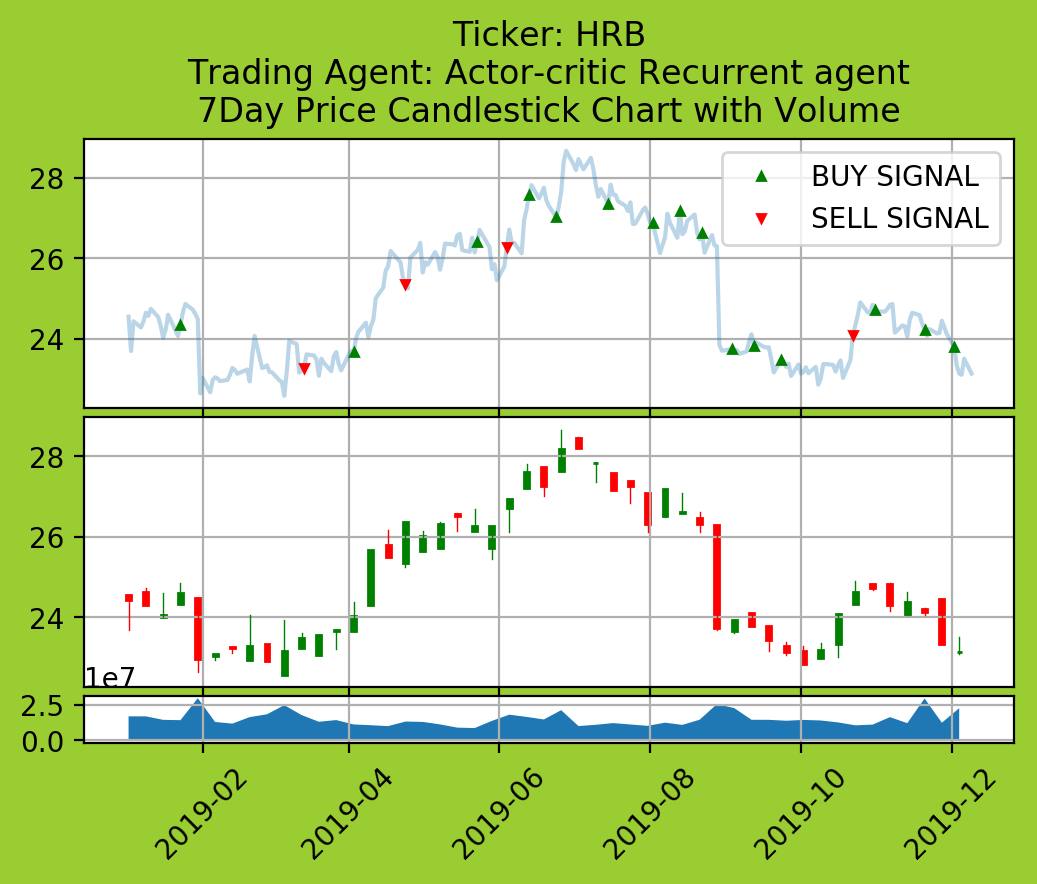 Ticker: HRB
Trading Agent: Actor-critic Recurrent agent
7Day Price Candlestick Chart with Volume
28
26
24
BUY SIGNAL
SELL SIGNAL
28
26
24
1e7
2.5
0.0
2019-02
2019-04
2019-06
2019-08
2019-10
2019-12